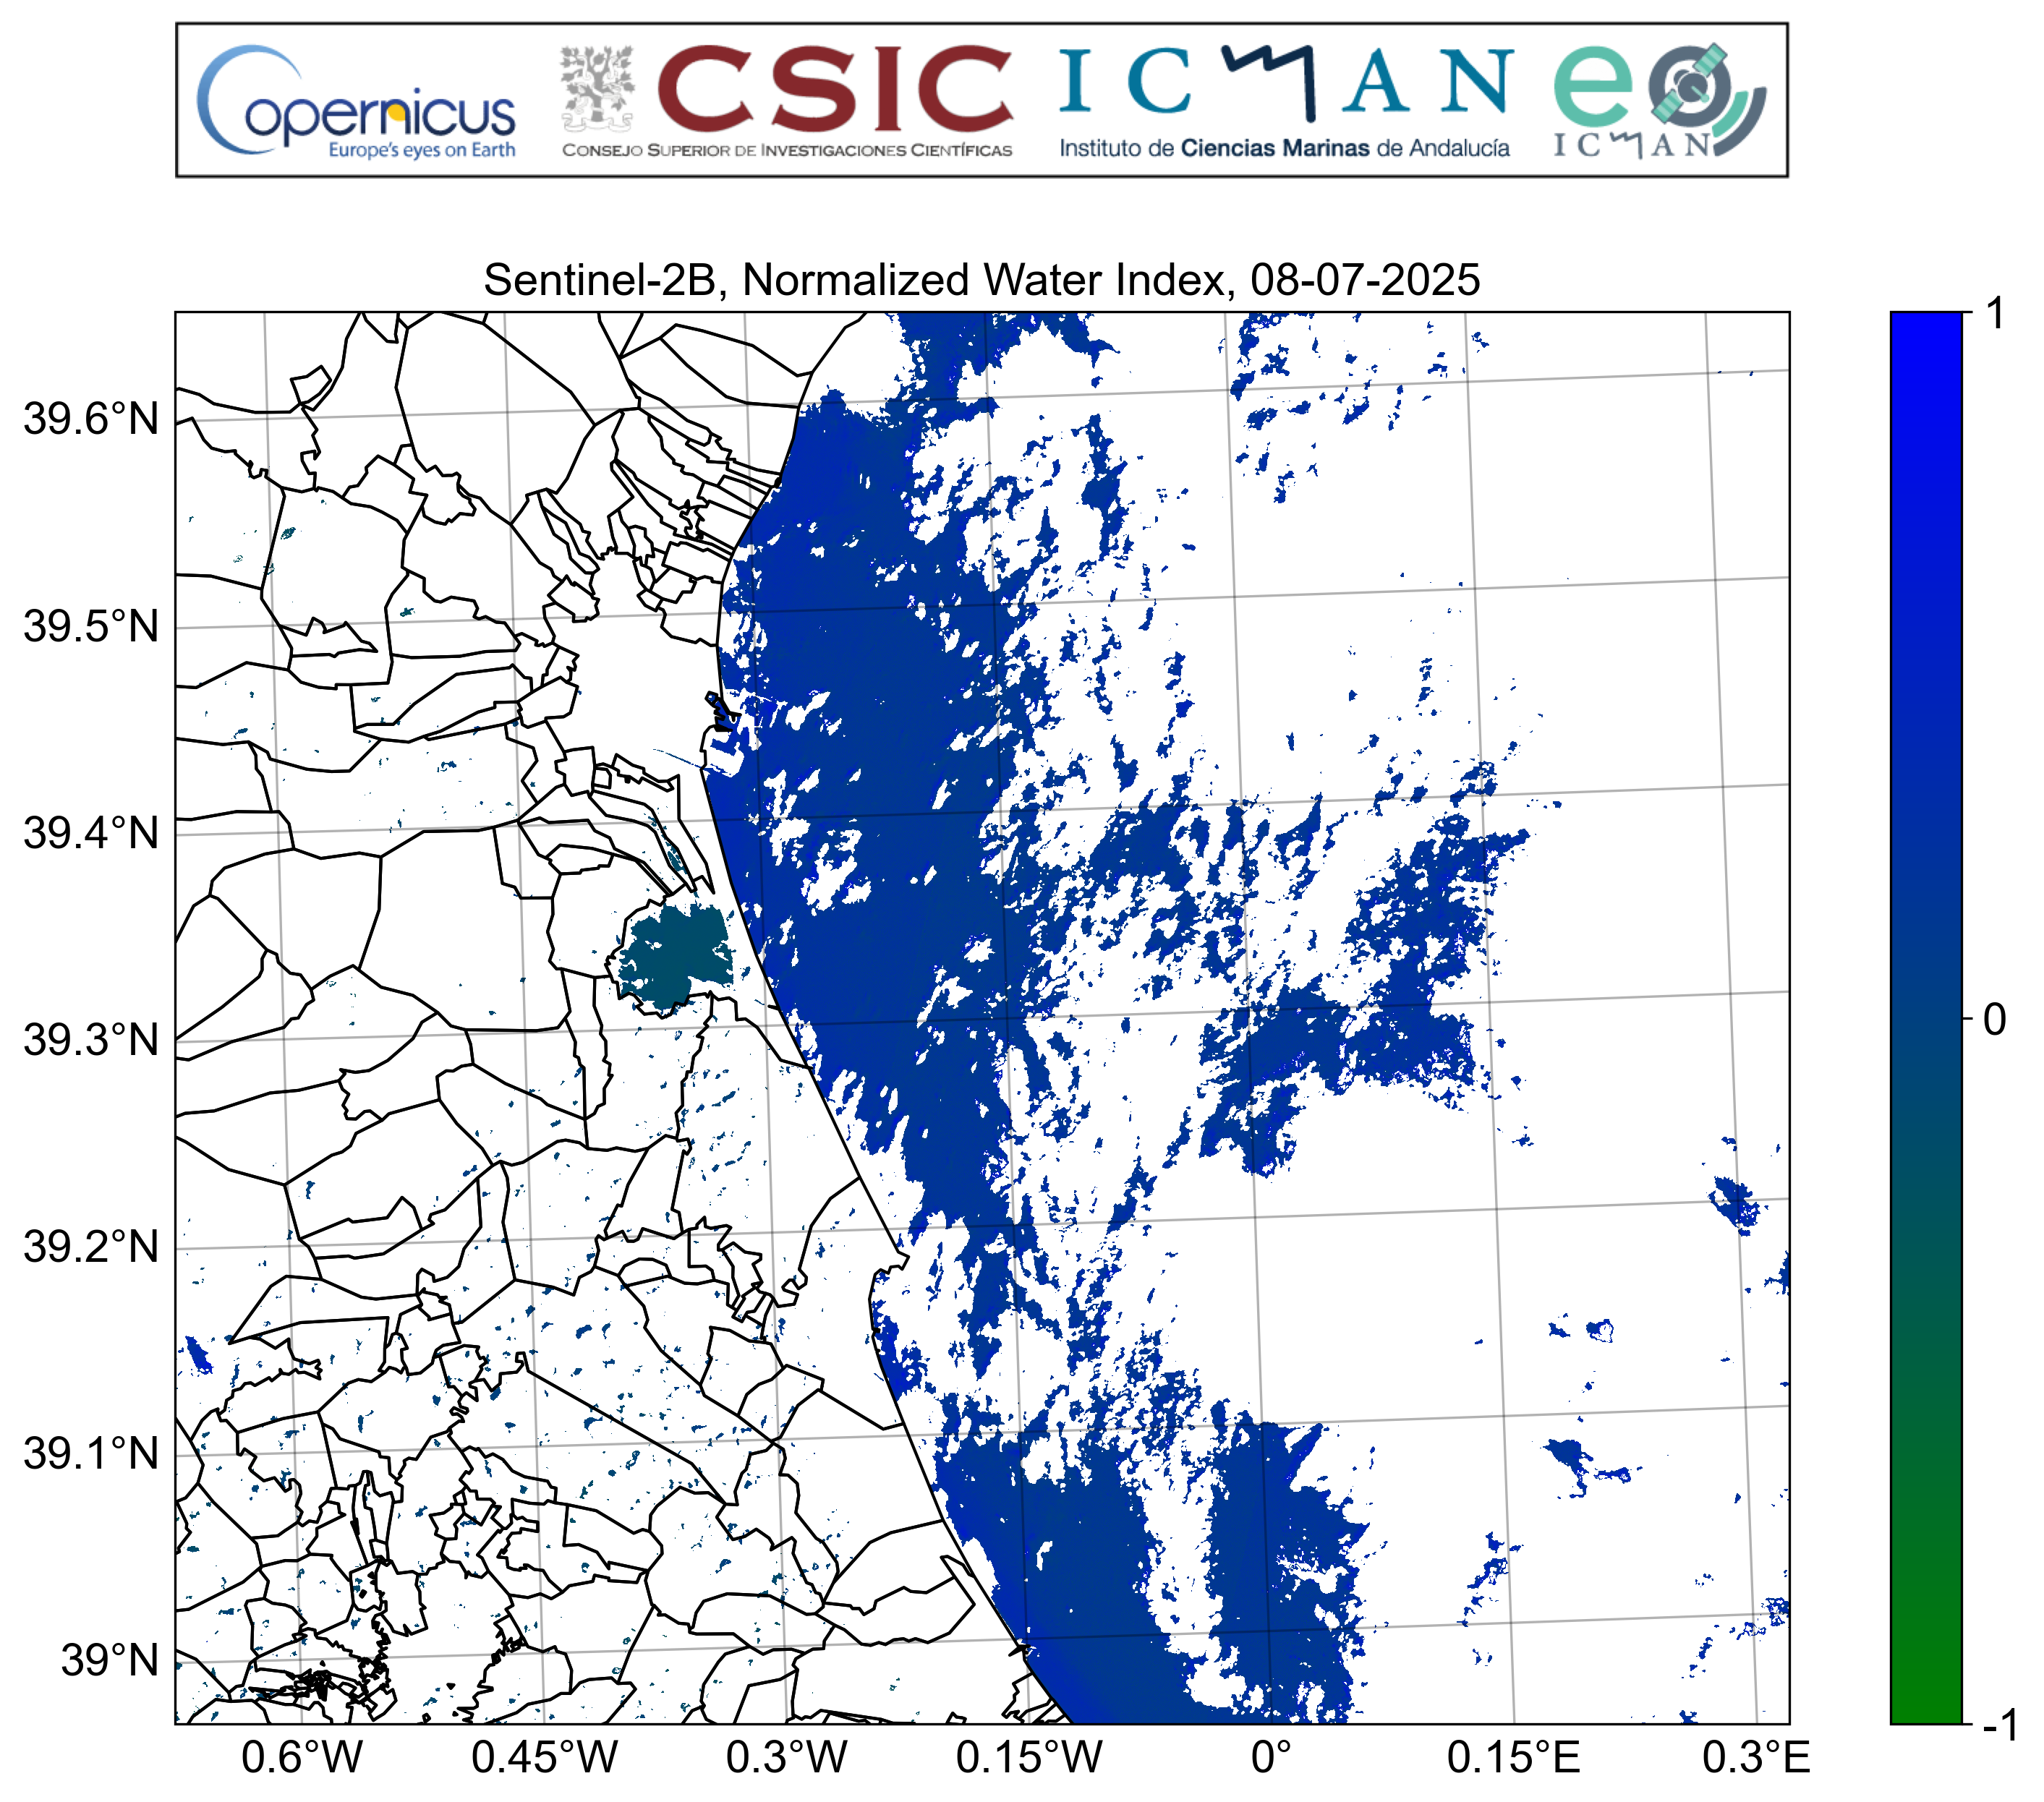 Copernicus
Europe's eyes on Earth
CSIC
CONSEJO SUPERIOR DE INVESTIGACIONES CIENTÍFICAS
ICMAN
Instituto de Ciencias Marinas de Andalucía
eo
ICMAN
Sentinel-2B, Normalized Water Index, 08-07-2025
1
0
-1
39.6°N
39.5°N
39.4°N
39.3°N
39.2°N
39.1°N
39°N
0.6°W 0.45°W 0.3°W 0.15°W 0° 0.15°E 0.3°E